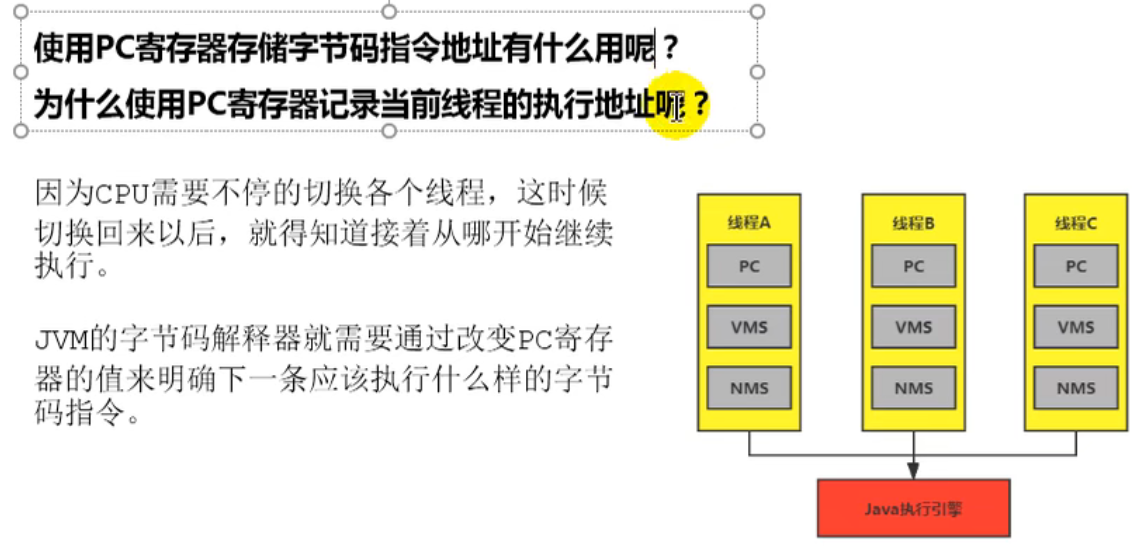 使用PC寄存器存储字节码指令地址有什么用呢？
为什么使用PC寄存器记录当前线程的执行地址呢？
因为CPU需要不停的切换各个线程，这时候
切换回来以后，就得知道接着从哪开始继续
执行。
JVM的字节码解释器就需要通过改变PC寄存
器的值来明确下一条应该执行什么样的字节
码指令。
线程A
PC
VMS
NMS
线程B
PC
VMS
NMS
线程C
PC
VMS
NMS
Java执行引擎